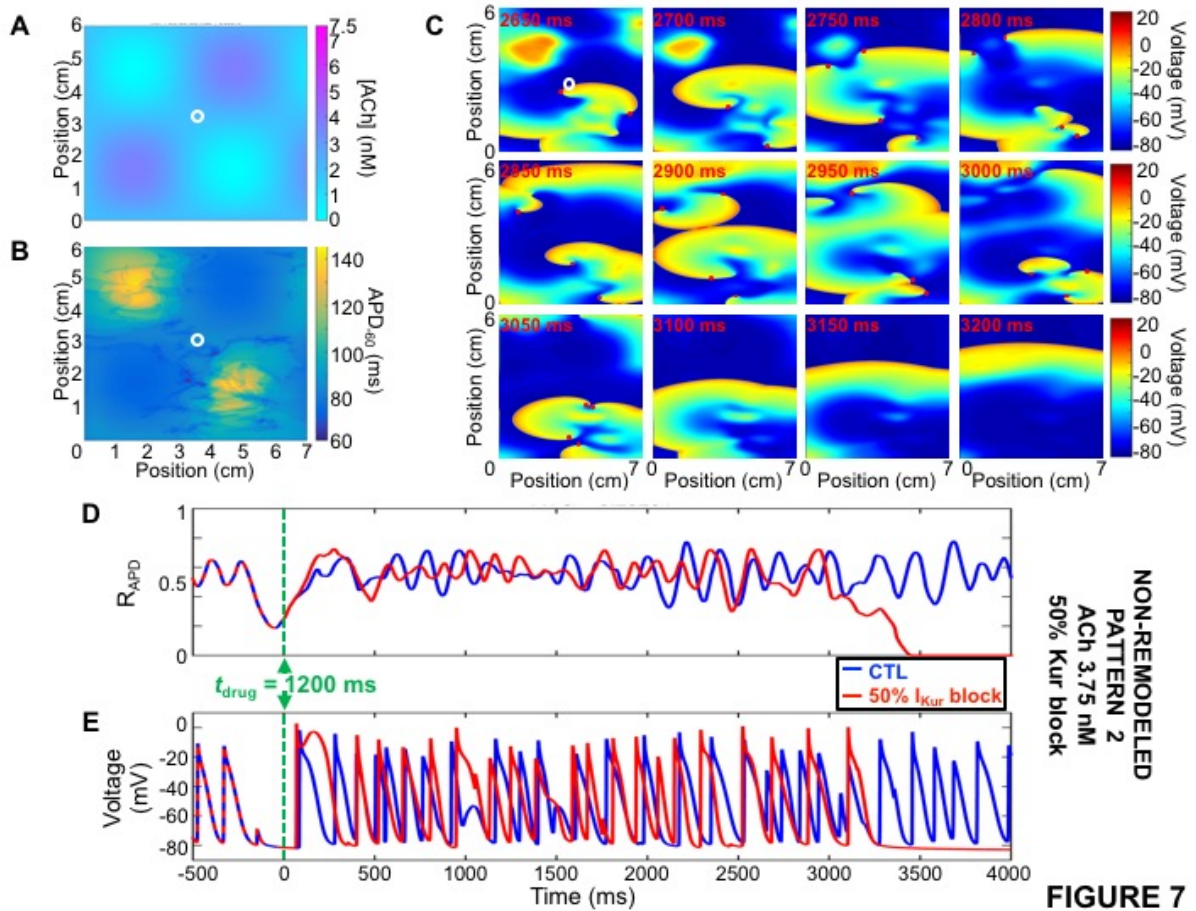 A
6
5
4
3
2
1
0
Position (cm)
7.5
7
6
5
4
3
2
1
0
[ACh] (nM)
B
6
5
4
3
2
1
0
Position (cm)
0 1 2 3 4 5 6 7
Position (cm)
140
120
100
80
60
APD-60 (ms)
C
6
0
Position (cm)
2650 ms
2700 ms
2750 ms
2800 ms
20
0
-20
-40
-60
-80
Voltage (mV)
6
0
Position (cm)
2850 ms
2900 ms
2950 ms
3000 ms
20
0
-20
-40
-60
-80
Voltage (mV)
6
0
Position (cm)
3050 ms
3100 ms
3150 ms
3200 ms
20
0
-20
-40
-60
-80
Voltage (mV)
0 7 0 7 0 7 0 7
Position (cm) Position (cm) Position (cm) Position (cm)
D
1
0.5
0
RAPD
tdrug = 1200 ms
CTL
50% IKur block
E
0
-20
-40
-60
-80
Voltage
(mV)
-500 0 500 1000 1500 2000 2500 3000 3500 4000
Time (ms)
NON-REMODELED
PATTERN 2
ACh 3.75 nM
50% Kur block
FIGURE 7